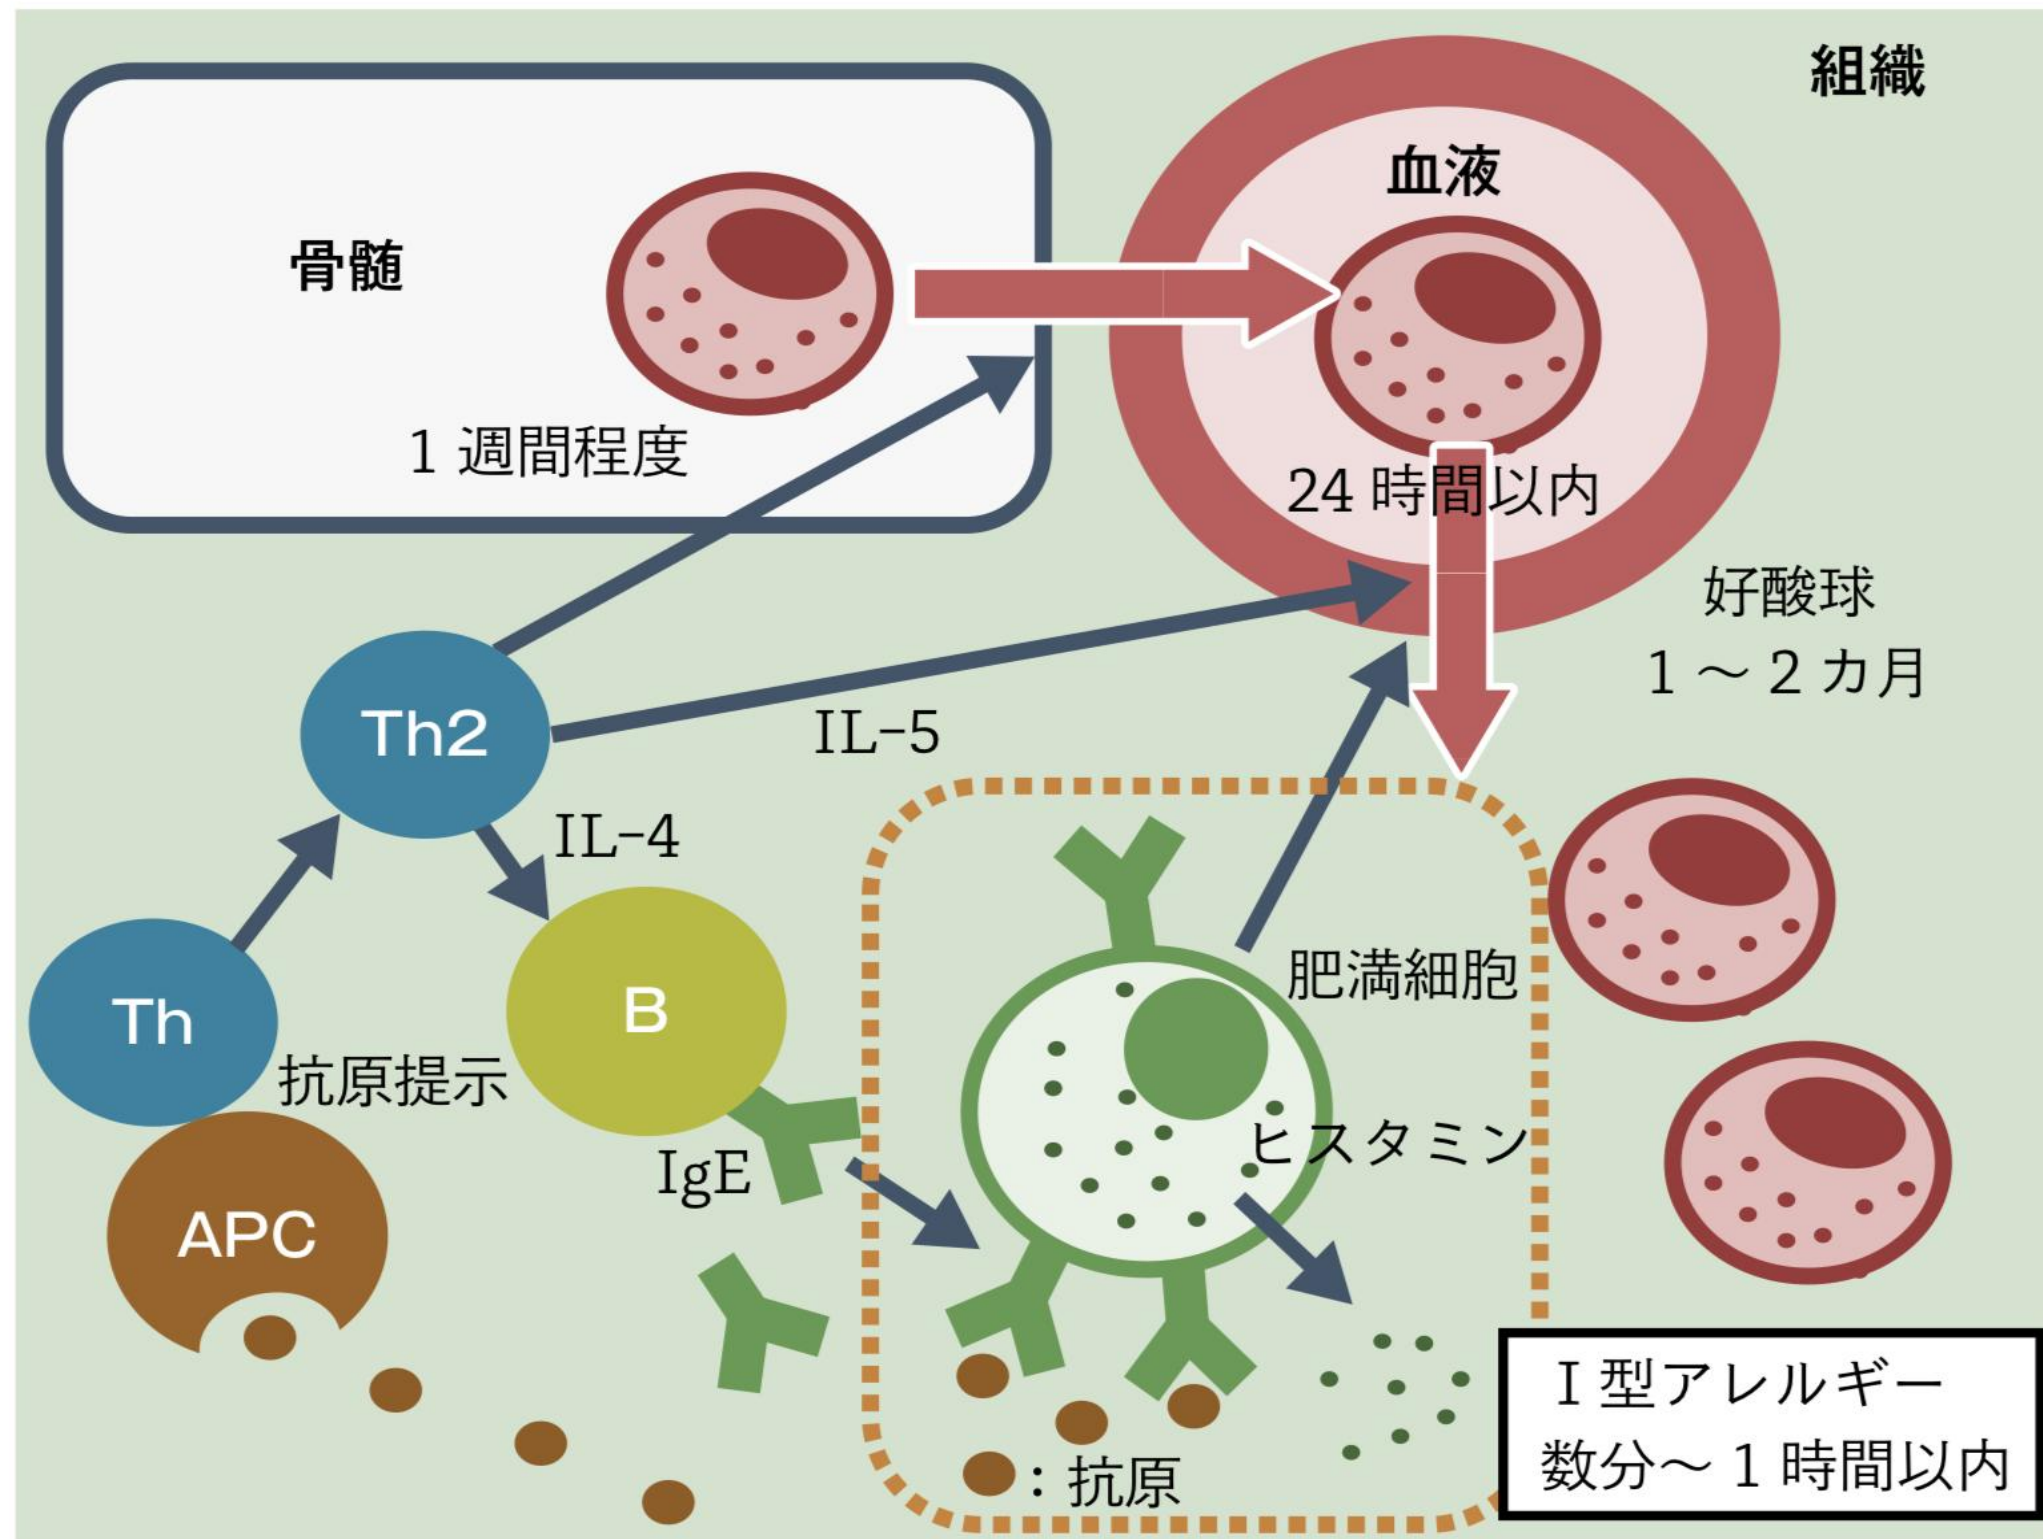 組織
血液
骨髄
1 週間程度
24 時間以内
好酸球
1 ～ 2 カ月
Th2
IL-5
IL-4
Th
B
肥満細胞
抗原提示
ヒスタミン
IgE
APC
：抗原
Ⅰ型アレルギー
数分～ 1 時間以内